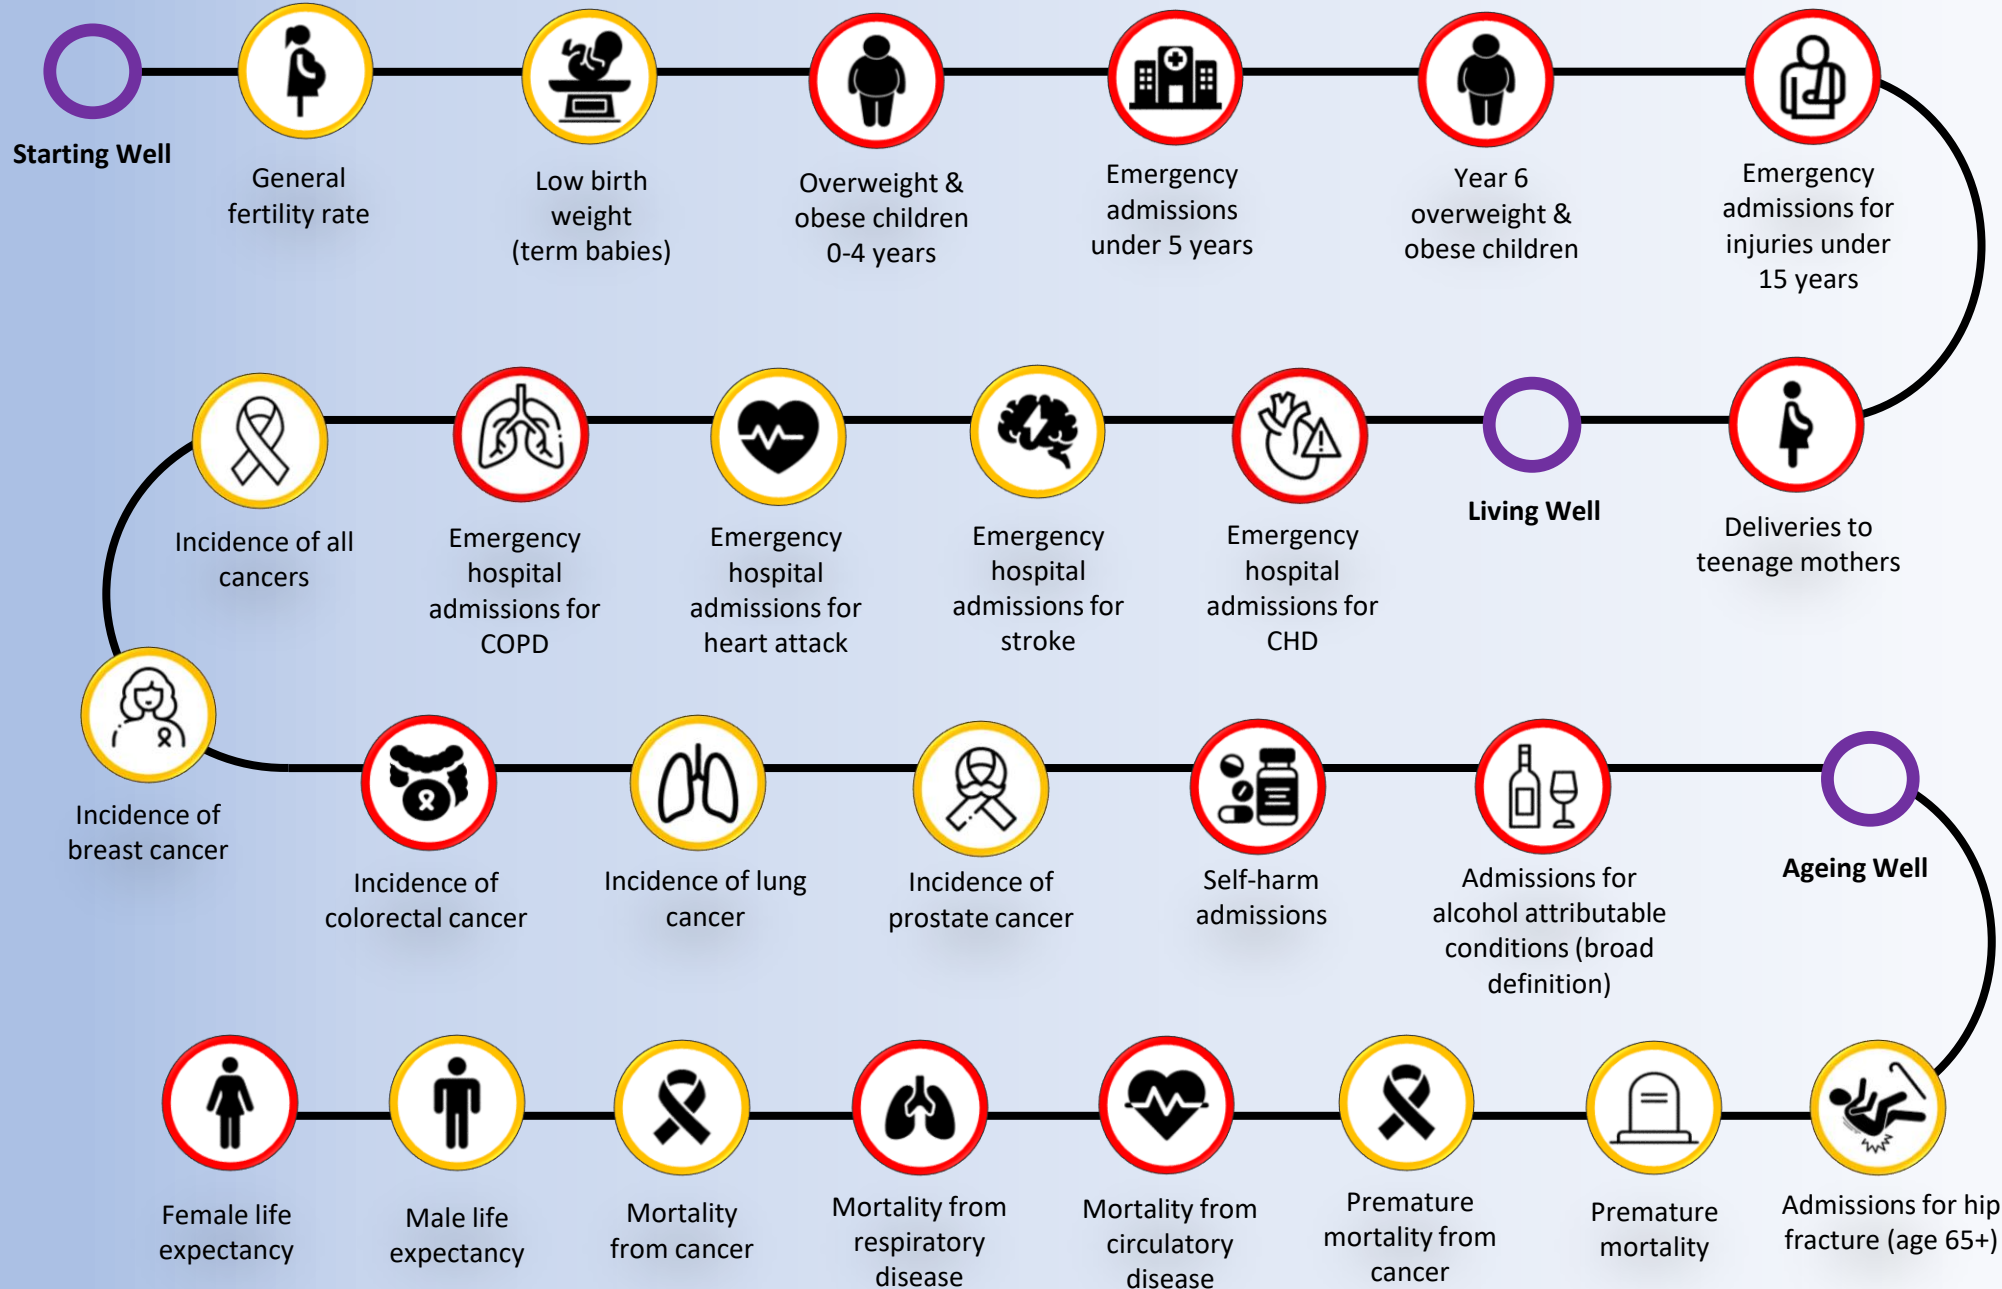 Starting Well
General
fertility rate
Low birth
weight
(term babies)
Overweight &
obese children
0-4 years
Emergency
admissions
under 5 years
Year 6
overweight &
obese children
Emergency
admissions for
injuries under
15 years
Deliveries to
teenage mothers
Living Well
Emergency
hospital
admissions for
CHD
Emergency
hospital
admissions for
stroke
Emergency
hospital
admissions for
heart attack
Emergency
hospital
admissions for
COPD
Incidence of all
cancers
Incidence of
breast cancer
Incidence of
colorectal cancer
Incidence of lung
cancer
Incidence of
prostate cancer
Self-harm
admissions
Admissions for
alcohol attributable
conditions (broad
definition)
Ageing Well
Admissions for hip
fracture (age 65+)
Premature
mortality
Premature
mortality from
cancer
Mortality from
circulatory
disease
Mortality from
respiratory
disease
Mortality
from cancer
Male life
expectancy
Female life
expectancy